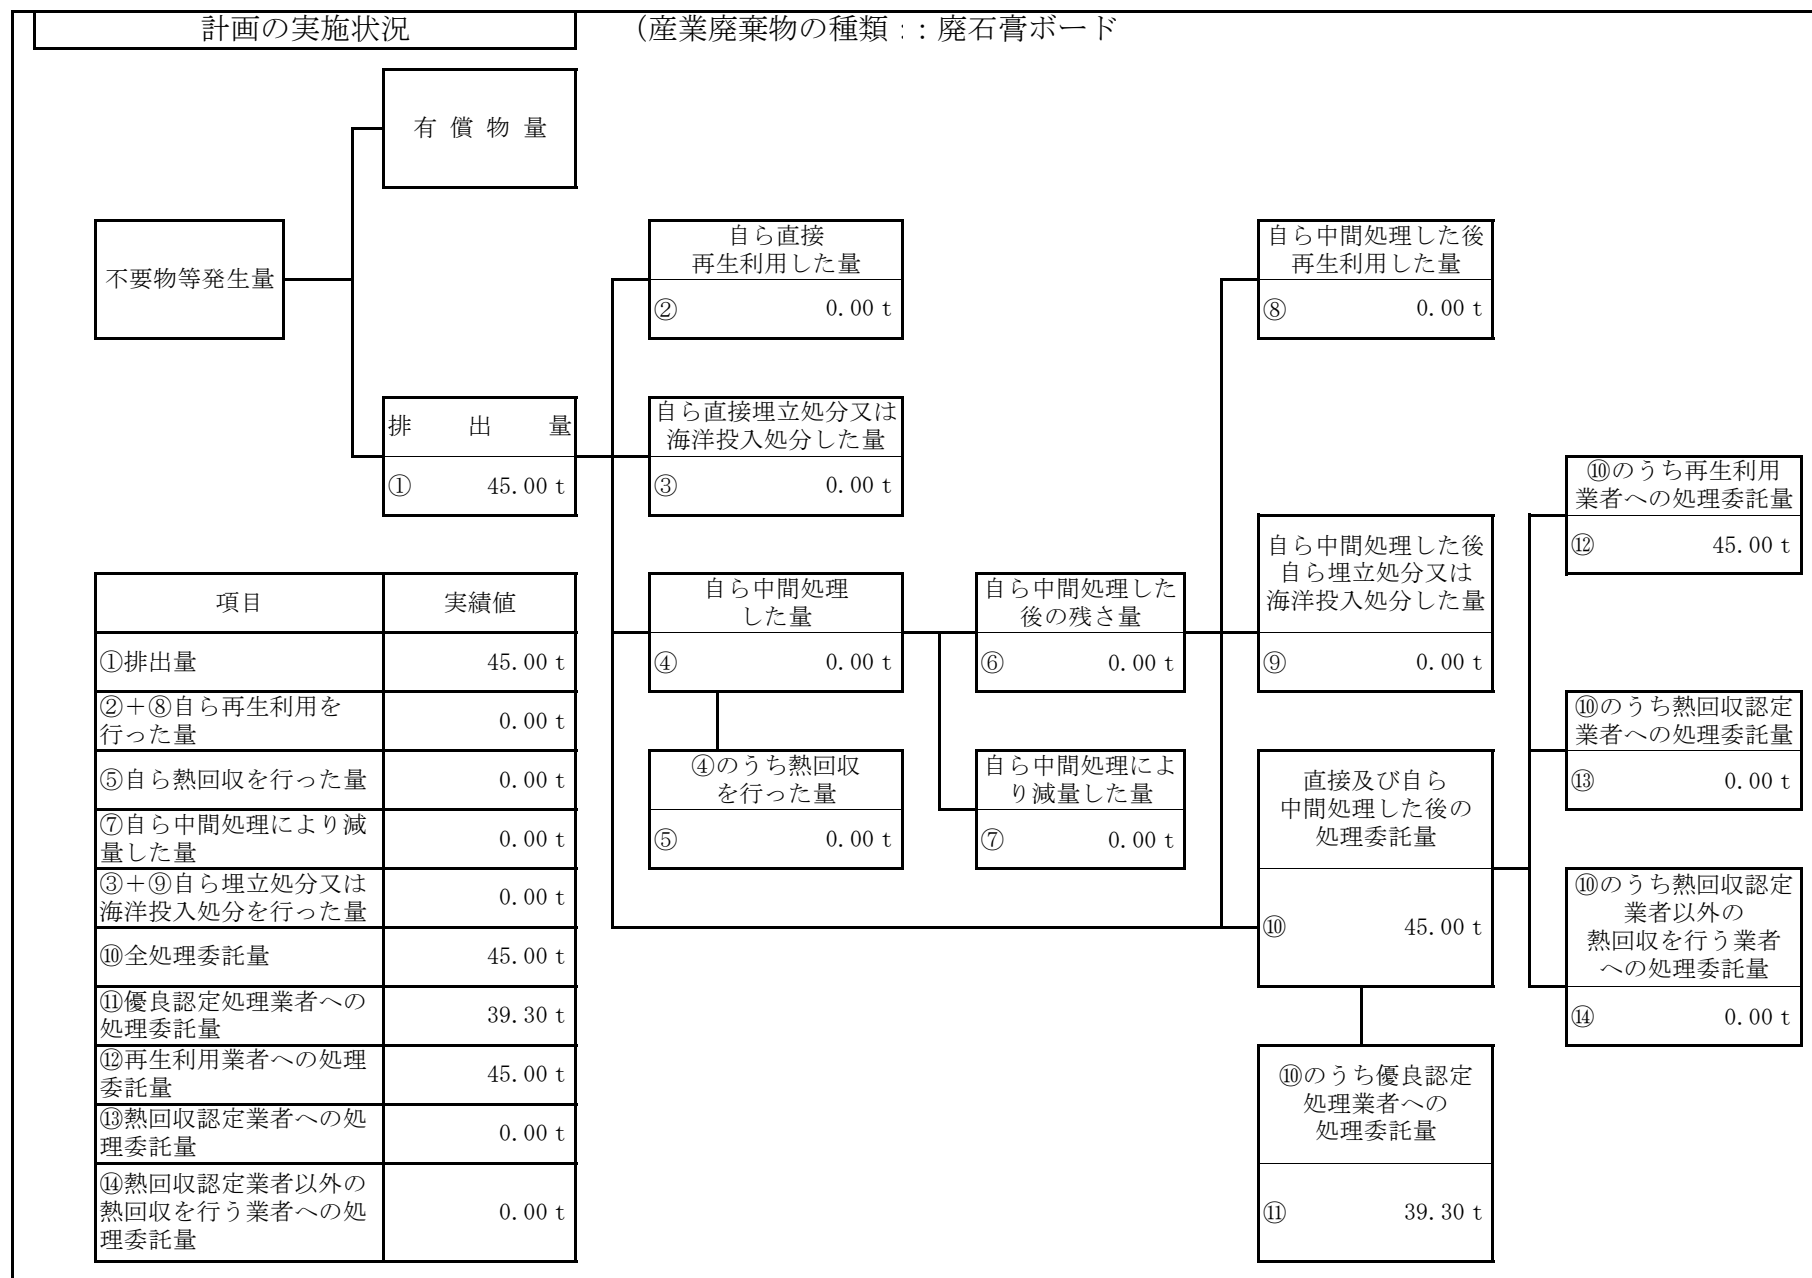 計画の実施状況
(産業廃棄物の種類 : : 廃石膏ボード
有 償 物 量
不要物等発生量
自ら直接
再生利用した量
② 0.00 t
自ら中間処理した後
再生利用した量
⑧ 0.00 t
排 出 量
① 45.00 t
自ら直接埋立処分又は
海洋投入処分した量
③ 0.00 t
⑩のうち再生利用
業者への処理委託量
⑫ 45.00 t
自ら中間処理した後
自ら埋立処分又は
海洋投入処分した量
⑨ 0.00 t
自ら中間処理
した量
④ 0.00 t
自ら中間処理した
後の残さ量
⑥ 0.00 t
④のうち熱回収
を行った量
⑤ 0.00 t
自ら中間処理によ
り減量した量
⑦ 0.00 t
直接及び自ら
中間処理した後の
処理委託量
⑩ 45.00 t
⑩のうち熱回収認定
業者への処理委託量
⑬ 0.00 t
⑩のうち熱回収認定
業者以外の
熱回収を行う業者
への処理委託量
⑭ 0.00 t
⑩のうち優良認定
処理業者への
処理委託量
⑪ 39.30 t
項目 実績値
①排出量 45.00 t
②+⑧自ら再生利用を
行った量 0.00 t
⑤自ら熱回収を行った量 0.00 t
⑦自ら中間処理により減
量した量 0.00 t
③+⑨自ら埋立処分又は
海洋投入処分を行った量 0.00 t
⑩全処理委託量 45.00 t
⑪優良認定処理業者への
処理委託量 39.30 t
⑫再生利用業者への処理
委託量 45.00 t
⑬熱回収認定業者への処
理委託量 0.00 t
⑭熱回収認定業者以外の
熱回収を行う業者への処
理委託量 0.00 t